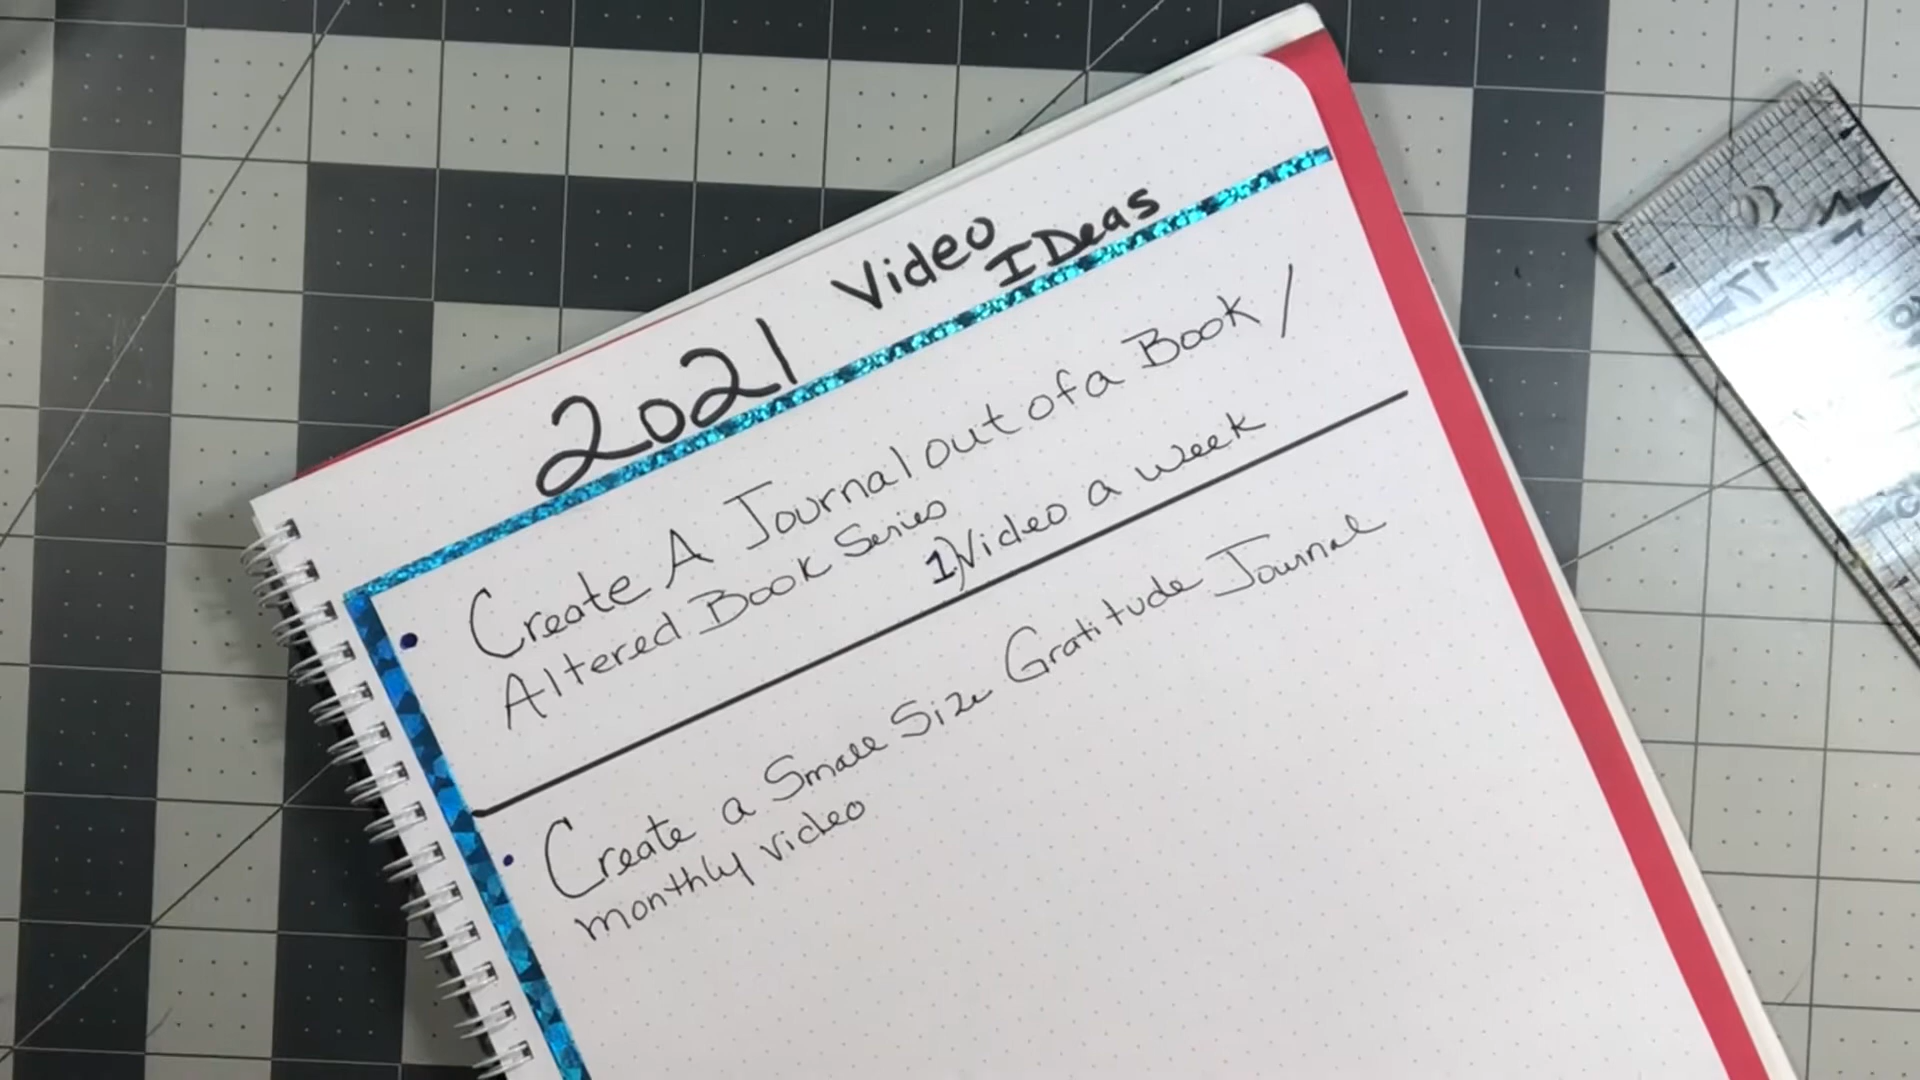 2021 Video IDeas
• Create A Journal out of a Book /
Altered Book Series
1) Video a week
• Create a Small Size Gratitude Journal
monthly video
17